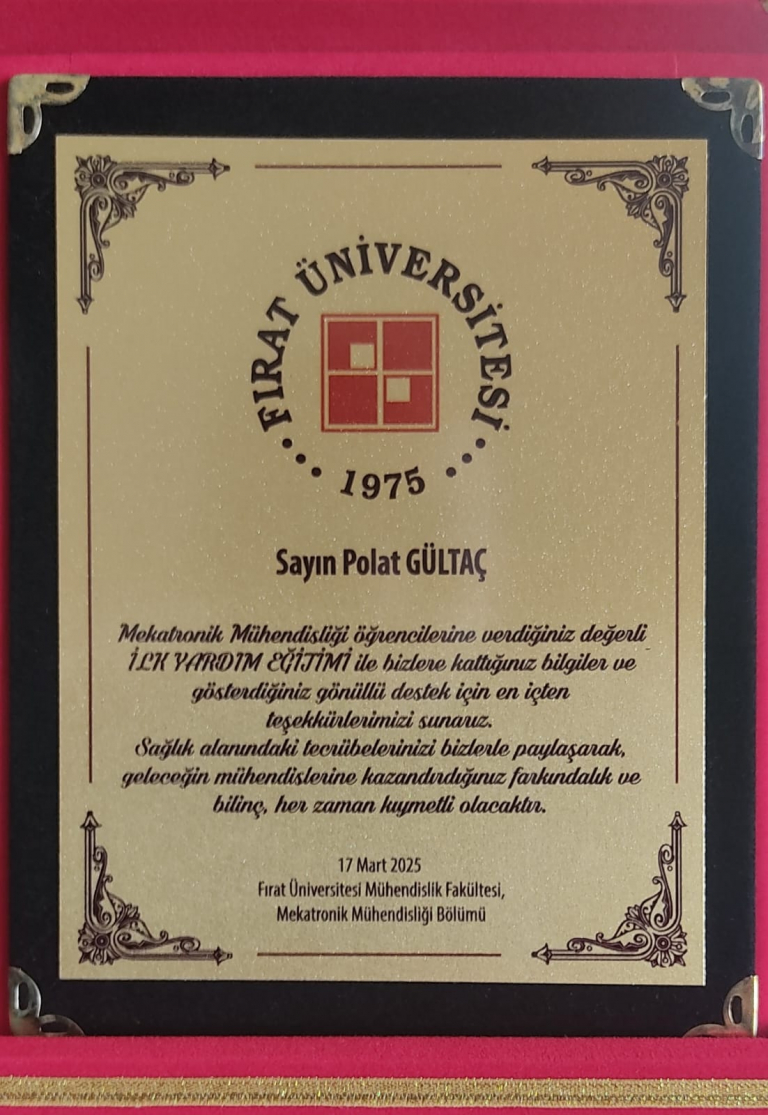 FIRAT ÜNİVERSİTESİ
1975
Sayın Polat GÜLTAÇ
Mekatronik Mühendisliği öğrencilerine verdiğiniz değerli
İLK YARDIM EĞİTİMİ ile bizlere kattığınız bilgiler ve
gösterdiğiniz gönüllü destek için en içten
teşekkürlerimizi sunarız.
Sağlık alanındaki tecrübelerinizi bizlerle paylaşarak,
geleceğin mühendislerine kazandırdığınız farkındalık ve
bilinç, her zaman kıymetli olacaktır.
17 Mart 2025
Fırat Üniversitesi Mühendislik Fakültesi,
Mekatronik Mühendisliği Bölümü